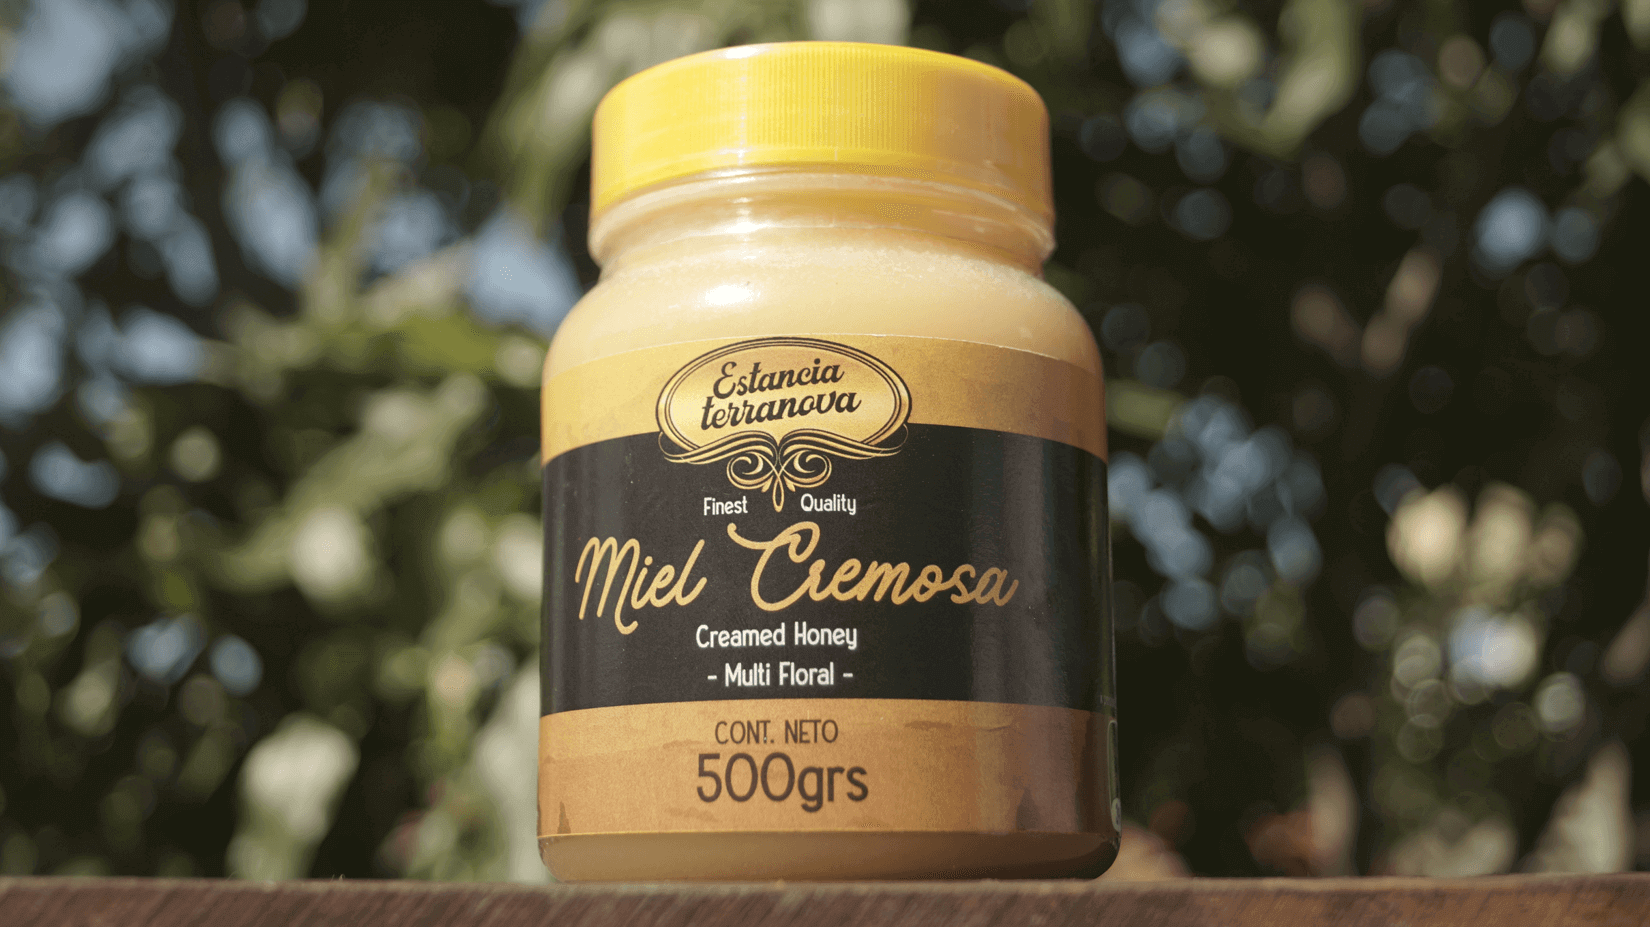 Estancia
terranova
Finest Quality
Miel Cremosa
Creamed Honey
- Multi Floral -
CONT. NETO
500grs